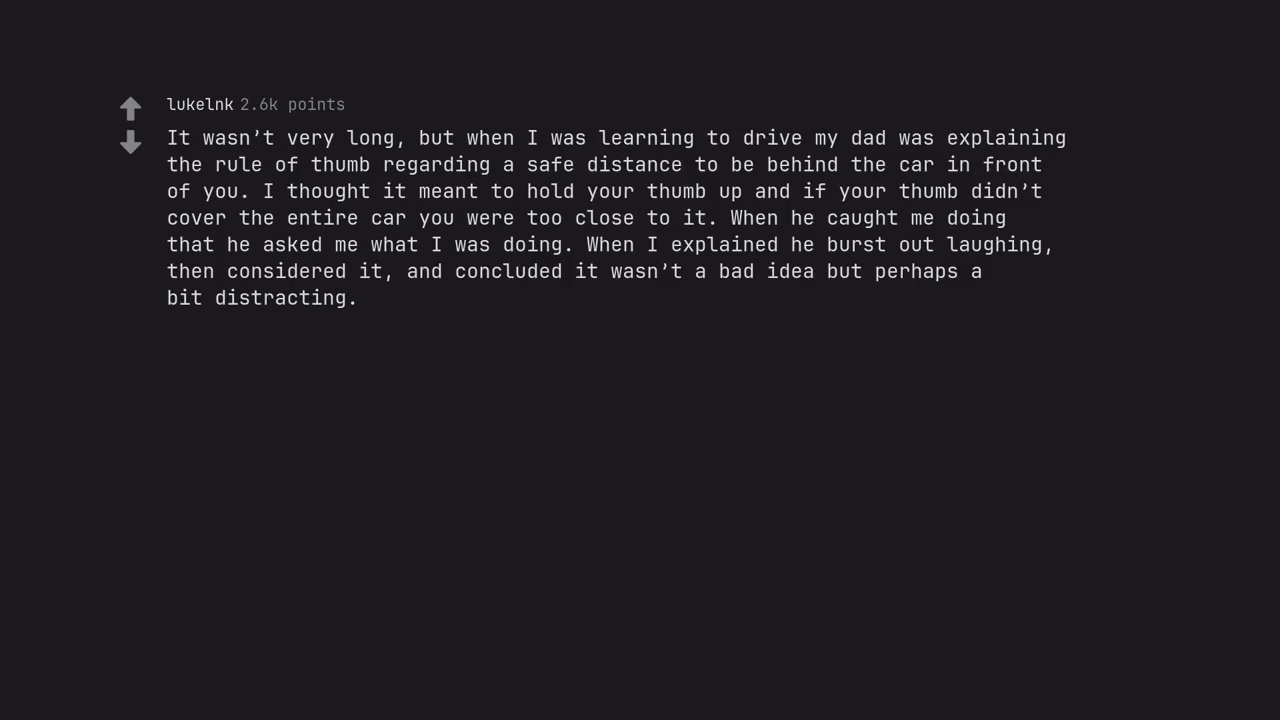 lukelnk 2.6k points
It wasn’t very long, but when I was learning to drive my dad was explaining
the rule of thumb regarding a safe distance to be behind the car in front
of you. I thought it meant to hold your thumb up and if your thumb didn’t
cover the entire car you were too close to it. When he caught me doing
that he asked me what I was doing. When I explained he burst out laughing,
then considered it, and concluded it wasn’t a bad idea but perhaps a
bit distracting.